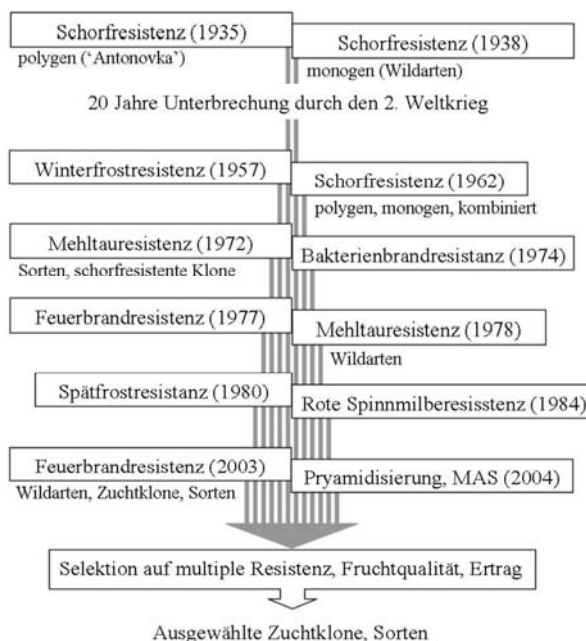 Schorfresistenz (1935)
polygen (‘Antonovka’)
Schorfresistenz (1938)
monogen (Wildarten)
20 Jahre Unterbrechung durch den 2. Weltkrieg
Winterfrostresistenz (1957)
Schorfresistenz (1962)
polygen, monogen, kombiniert
Mehltauresistenz (1972)
Sorten, schorfresistente Klone
Bakterienbrandresistanz (1974)
Feuerbrandresistenz (1977)
Mehltauresistenz (1978)
Wildarten
Spätfrostresistanz (1980)
Rote Spinnmilberesisstenz (1984)
Feuerbrandresistenz (2003)
Wildarten, Zuchtklone, Sorten
Pryamidisierung, MAS (2004)
Selektion auf multiple Resistenz, Fruchtqualität, Ertrag
Ausgewählte Zuchtklone, Sorten